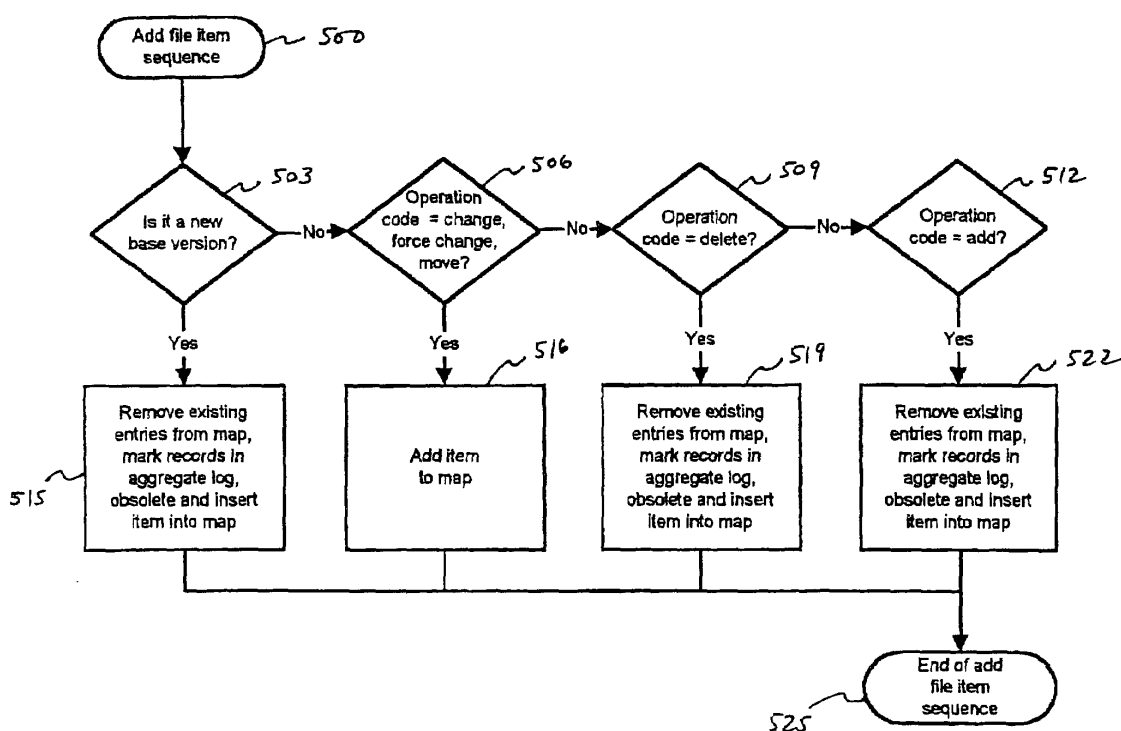 Add file item
sequence
500
503
506
509
512
Is it a new
base version?
No
Operation
code = change,
force change,
move?
No
Operation
code = delete?
No
Operation
code = add?
Yes
Yes
Yes
Yes
515
Remove existing
entries from map,
mark records in
aggregate log,
obsolete and insert
item into map
516
Add item
to map
519
Remove existing
entries from map,
mark records in
aggregate log,
obsolete and insert
item into map
522
Remove existing
entries from map,
mark records in
aggregate log,
obsolete and insert
item into map
End of add
file item
sequence
525